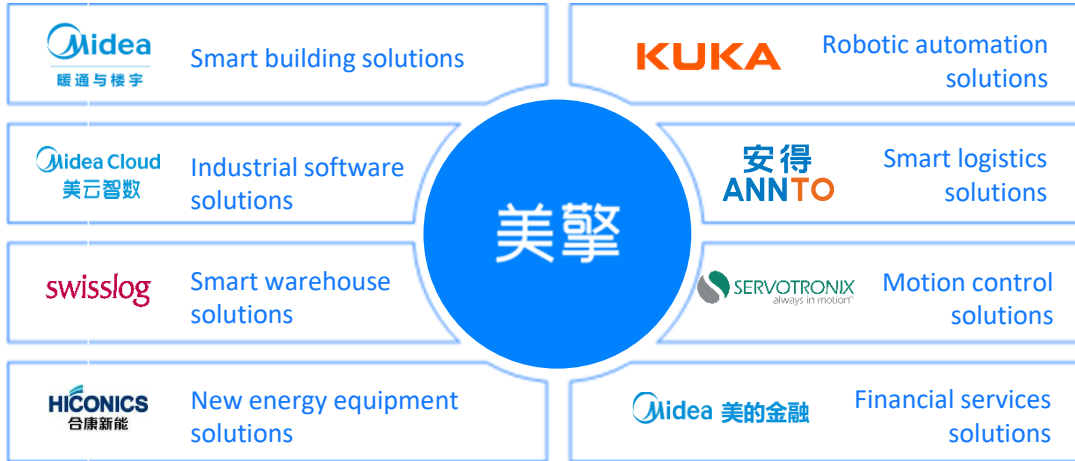 Midea
暖通与楼宇
Smart building solutions
KUKA
Robotic automation
solutions
Midea Cloud
美云智数
Industrial software
solutions
安得
ANNTO
Smart logistics
solutions
美擎
swisslog
Smart warehouse
solutions
SERVOTRONIX
always in motion
Motion control
solutions
HICONICS
合康新能
New energy equipment
solutions
Midea 美的金融
Financial services
solutions